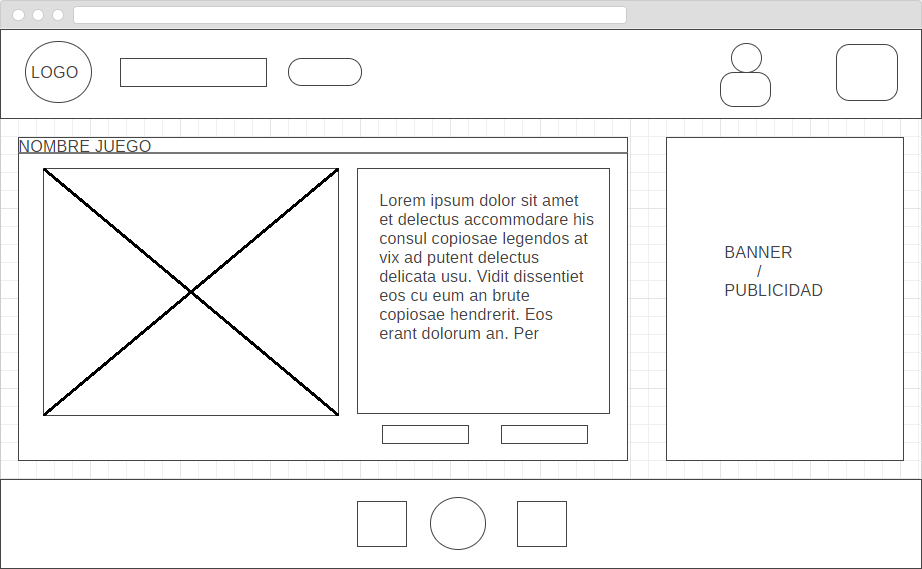 LOGO
NOMBRE JUEGO
Lorem ipsum dolor sit amet
et delectus accommodare his
consul copiosae legendos at
vix ad putent delectus
delicata usu. Vidit dissentiet
eos cu eum an brute
copiosae hendrerit. Eos
erant dolorum an. Per
BANNER
/
PUBLICIDAD